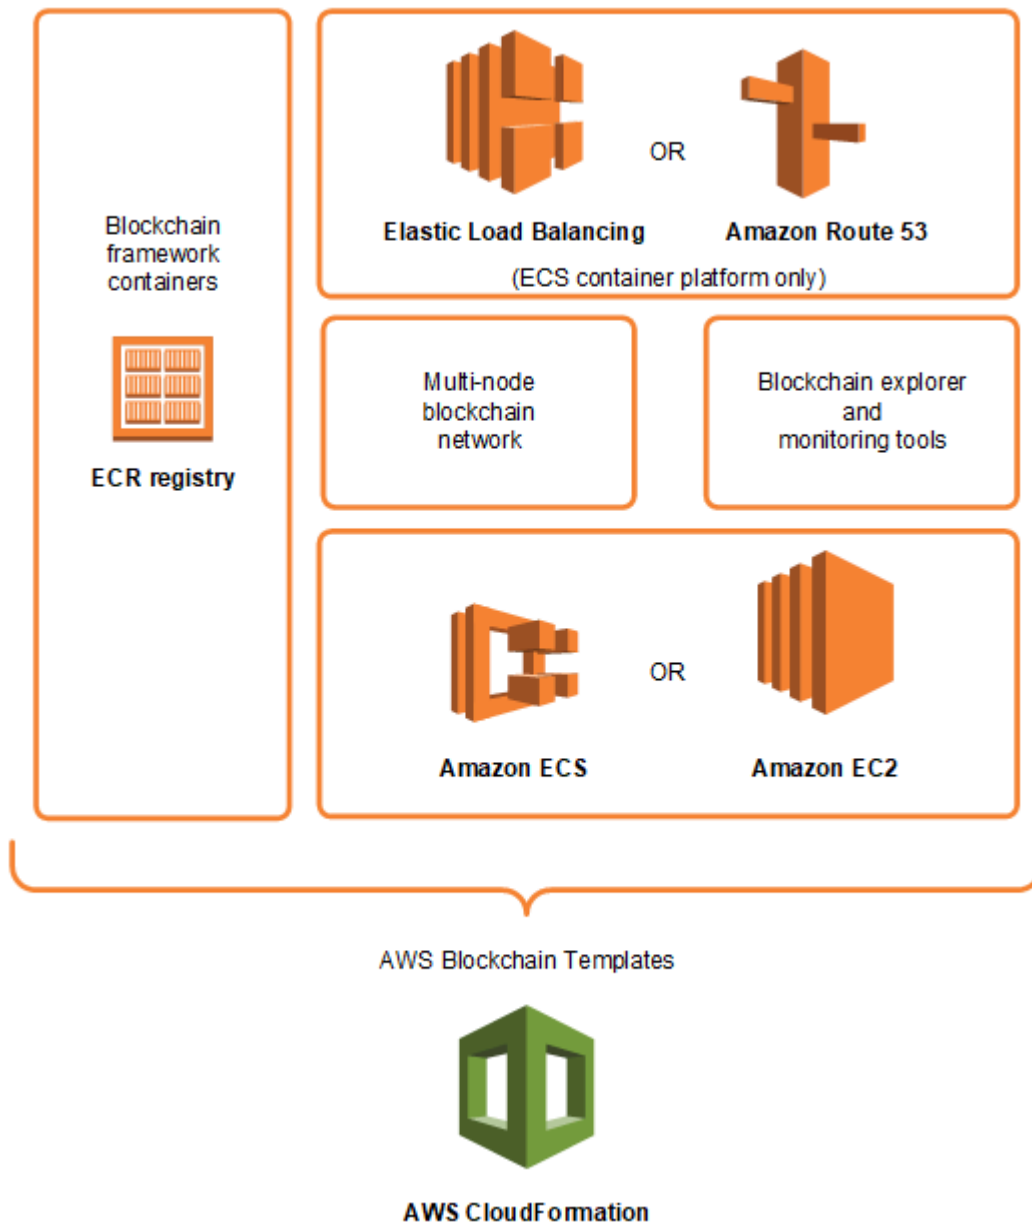 Blockchain
framework
containers
ECR registry
OR
Elastic Load Balancing
Amazon Route 53
(ECS container platform only)
Multi-node
blockchain
network
Blockchain explorer
and
monitoring tools
OR
Amazon ECS
Amazon EC2
AWS Blockchain Templates
AWS CloudFormation